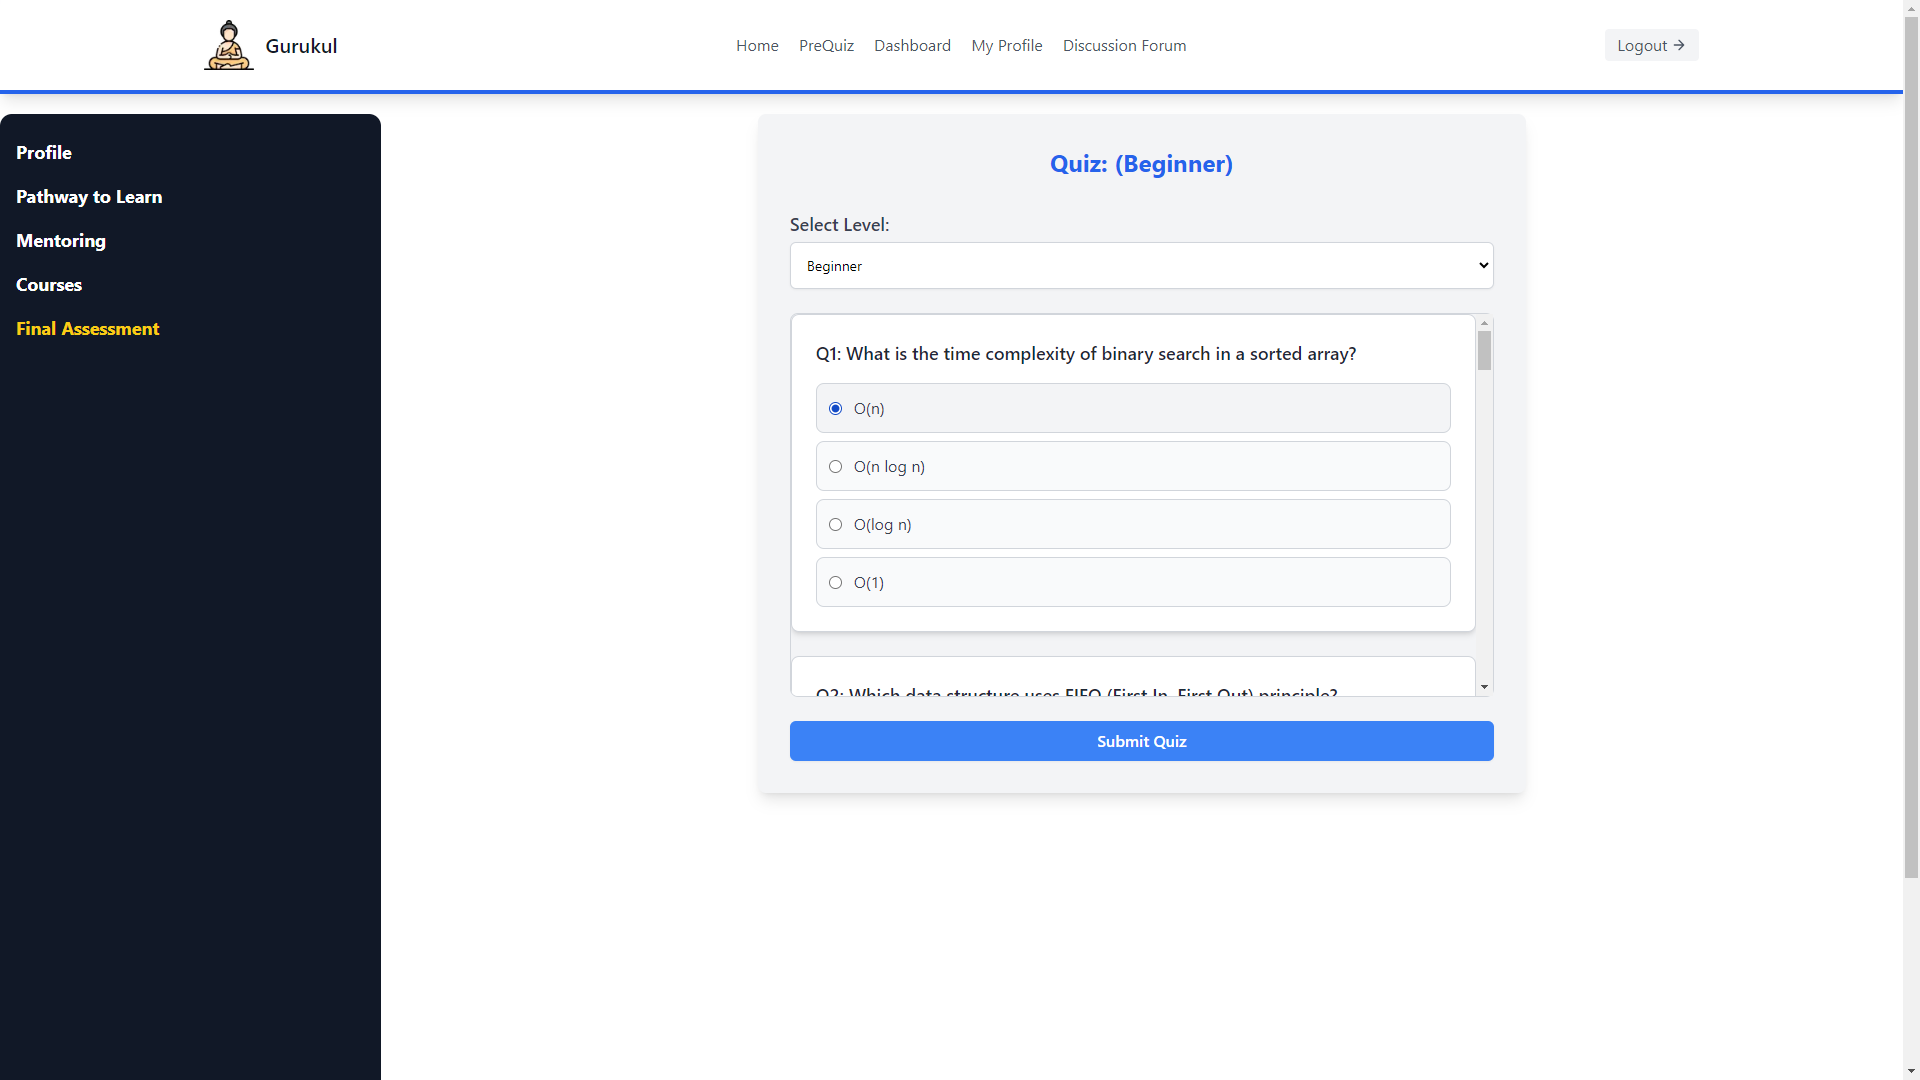 Gurukul
Home PreQuiz Dashboard My Profile Discussion Forum
Logout
Profile
Pathway to Learn
Mentoring
Courses
Final Assessment
Quiz: (Beginner)
Select Level:
Beginner
Q1: What is the time complexity of binary search in a sorted array?
O(n)
O(n log n)
O(log n)
O(1)
Q2: Which data structure uses FIFO (First In, First Out) principle?
Submit Quiz